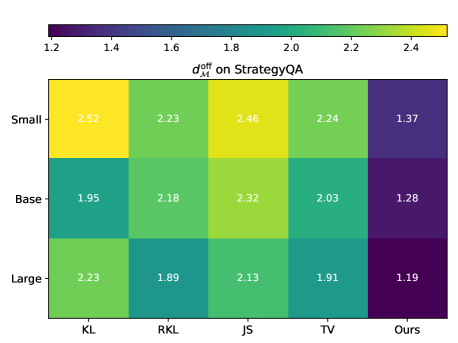 1.2 1.4 1.6 1.8 2.0 2.2 2.4
d_M^off on StrategyQA
Small 2.52 2.23 2.46 2.24 1.37
Base 1.95 2.18 2.32 2.03 1.28
Large 2.23 1.89 2.13 1.91 1.19
KL RKL JS TV Ours